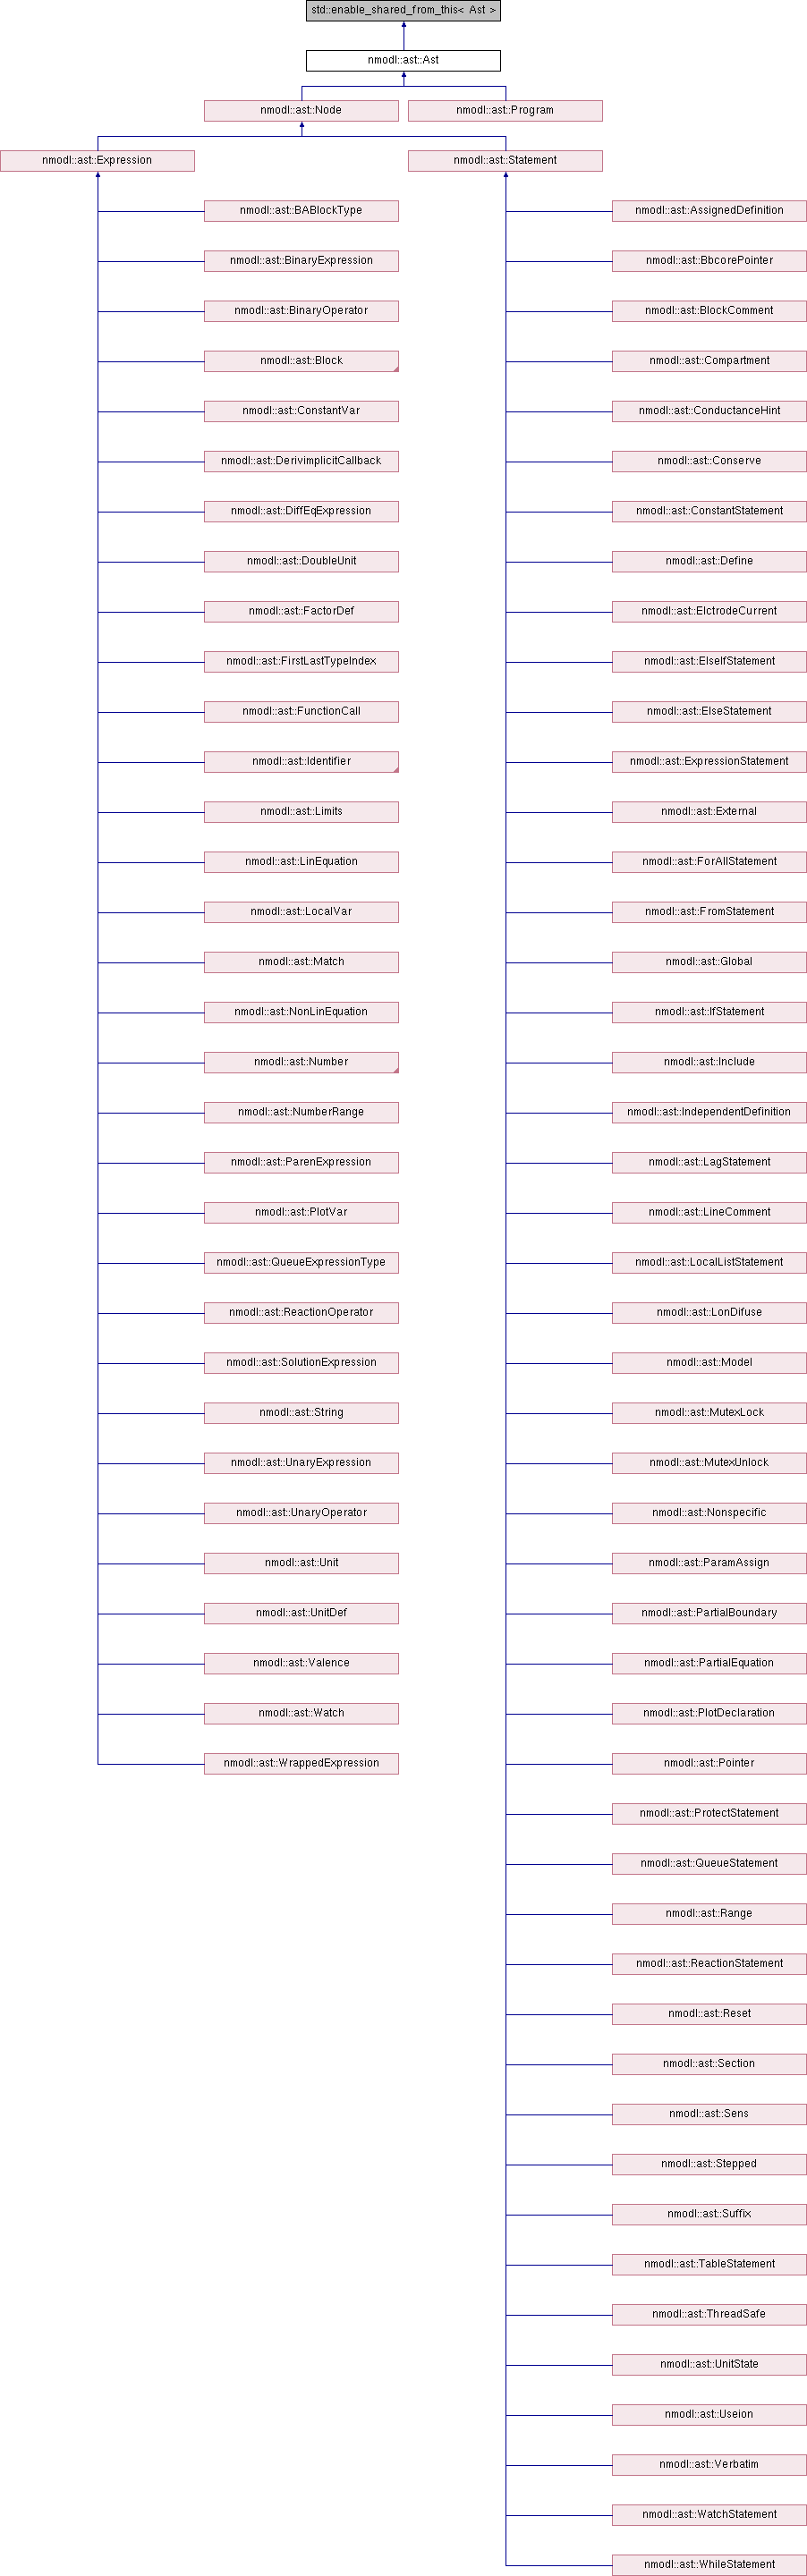 std::enable_shared_from_this< Ast >
nmodl::ast::Ast
nmodl::ast::Node
nmodl::ast::Program
nmodl::ast::Expression
nmodl::ast::Statement
nmodl::ast::BABlockType
nmodl::ast::AssignedDefinition
nmodl::ast::BinaryExpression
nmodl::ast::BbcorePointer
nmodl::ast::BinaryOperator
nmodl::ast::BlockComment
nmodl::ast::Block
nmodl::ast::Compartment
nmodl::ast::ConstantVar
nmodl::ast::ConductanceHint
nmodl::ast::DerivimplicitCallback
nmodl::ast::Conserve
nmodl::ast::DiffEqExpression
nmodl::ast::ConstantStatement
nmodl::ast::DoubleUnit
nmodl::ast::Define
nmodl::ast::FactorDef
nmodl::ast::ElctrodeCurrent
nmodl::ast::FirstLastTypeIndex
nmodl::ast::ElseIfStatement
nmodl::ast::FunctionCall
nmodl::ast::ElseStatement
nmodl::ast::Identifier
nmodl::ast::ExpressionStatement
nmodl::ast::Limits
nmodl::ast::External
nmodl::ast::LinEquation
nmodl::ast::ForAllStatement
nmodl::ast::LocalVar
nmodl::ast::FromStatement
nmodl::ast::Match
nmodl::ast::Global
nmodl::ast::NonLinEquation
nmodl::ast::IfStatement
nmodl::ast::Number
nmodl::ast::Include
nmodl::ast::NumberRange
nmodl::ast::IndependentDefinition
nmodl::ast::ParenExpression
nmodl::ast::LagStatement
nmodl::ast::PlotVar
nmodl::ast::LineComment
nmodl::ast::QueueExpressionType
nmodl::ast::LocalListStatement
nmodl::ast::ReactionOperator
nmodl::ast::LonDifuse
nmodl::ast::SolutionExpression
nmodl::ast::Model
nmodl::ast::String
nmodl::ast::MutexLock
nmodl::ast::UnaryExpression
nmodl::ast::MutexUnlock
nmodl::ast::UnaryOperator
nmodl::ast::Nonspecific
nmodl::ast::Unit
nmodl::ast::ParamAssign
nmodl::ast::UnitDef
nmodl::ast::PartialBoundary
nmodl::ast::Valence
nmodl::ast::PartialEquation
nmodl::ast::Watch
nmodl::ast::PlotDeclaration
nmodl::ast::WrappedExpression
nmodl::ast::Pointer
nmodl::ast::ProtectStatement
nmodl::ast::QueueStatement
nmodl::ast::Range
nmodl::ast::ReactionStatement
nmodl::ast::Reset
nmodl::ast::Section
nmodl::ast::Sens
nmodl::ast::Stepped
nmodl::ast::Suffix
nmodl::ast::TableStatement
nmodl::ast::ThreadSafe
nmodl::ast::UnitState
nmodl::ast::Useion
nmodl::ast::Verbatim
nmodl::ast::WatchStatement
nmodl::ast::WhileStatement